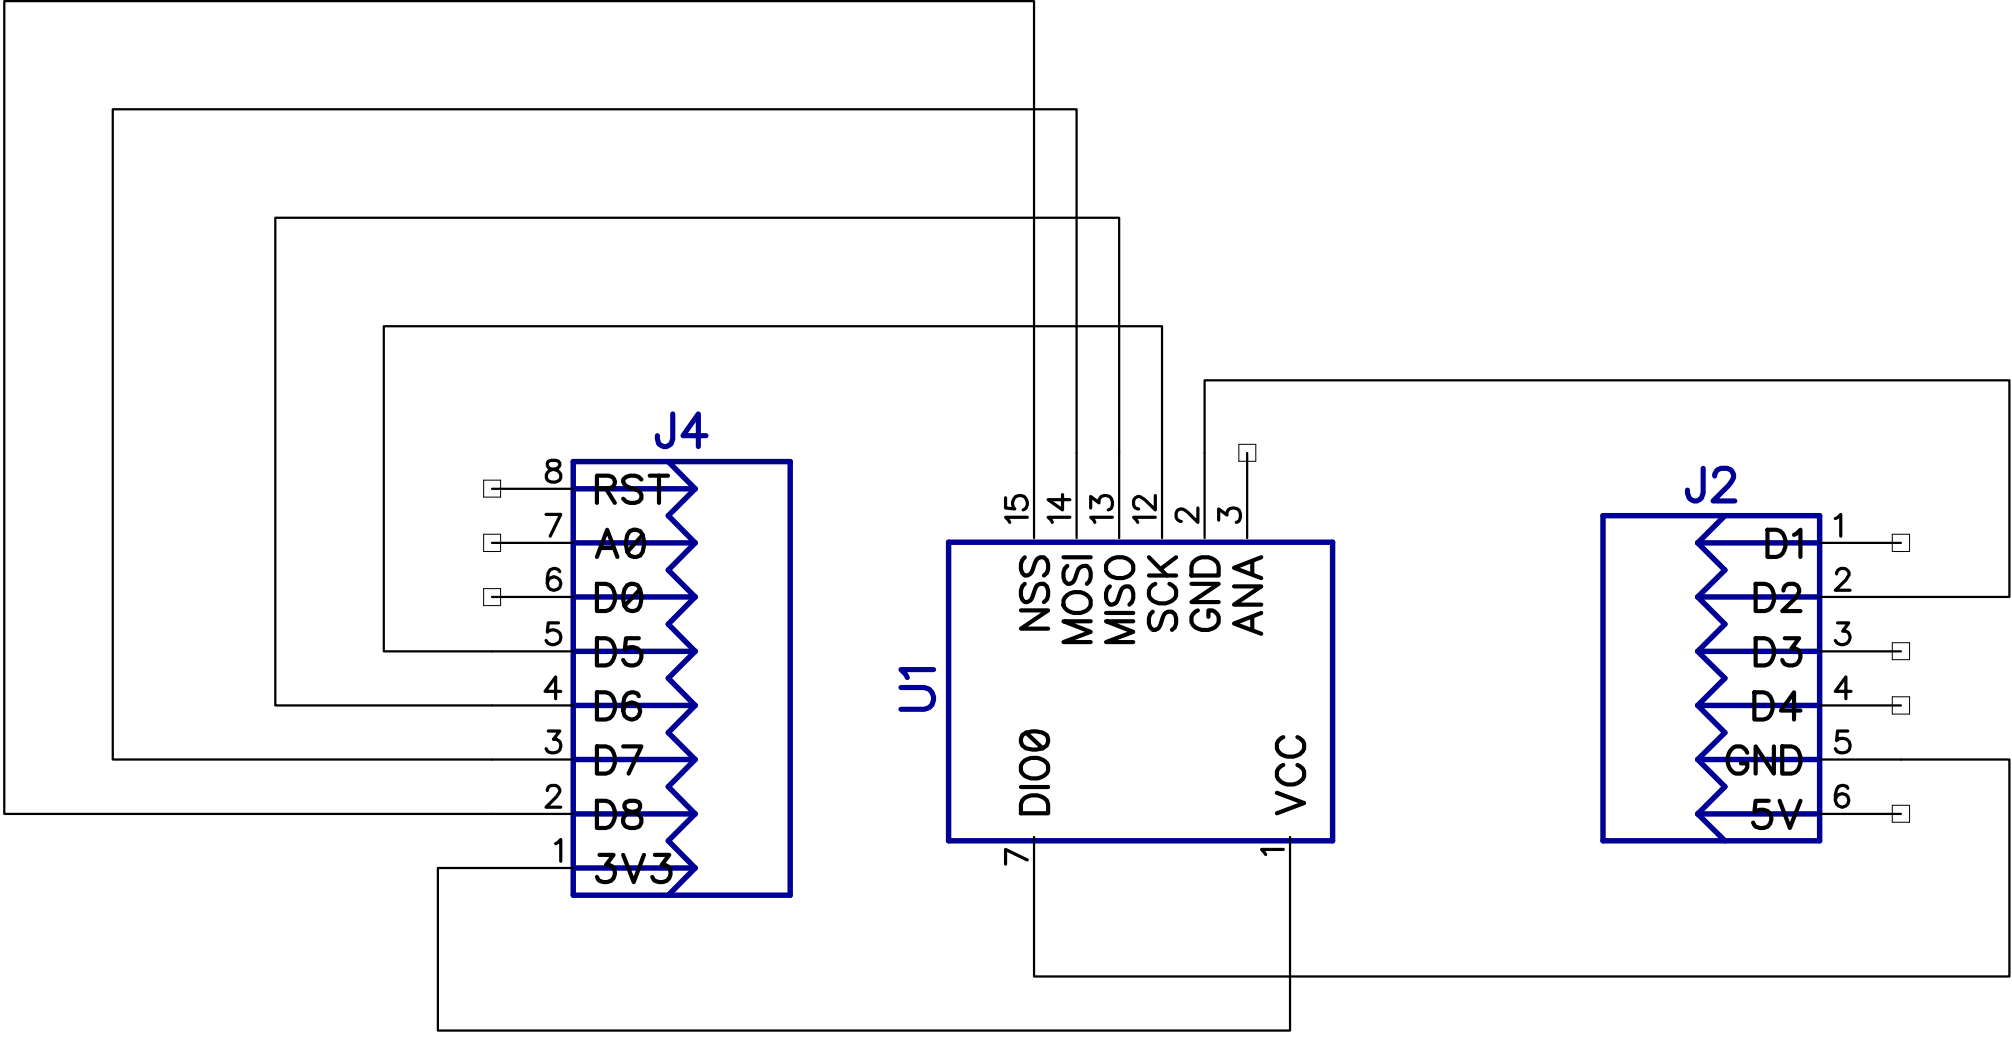 J4
8 RST
7 A0
6 D0
5 D5
4 D6
3 D7
2 D8
1 3V3
U1
15 NSS
14 MOSI
13 MISO
12 SCK
2 GND
3 ANA
DIO0 7
VCC 1
J2
D1 1
D2 2
D3 3
D4 4
GND 5
5V 6